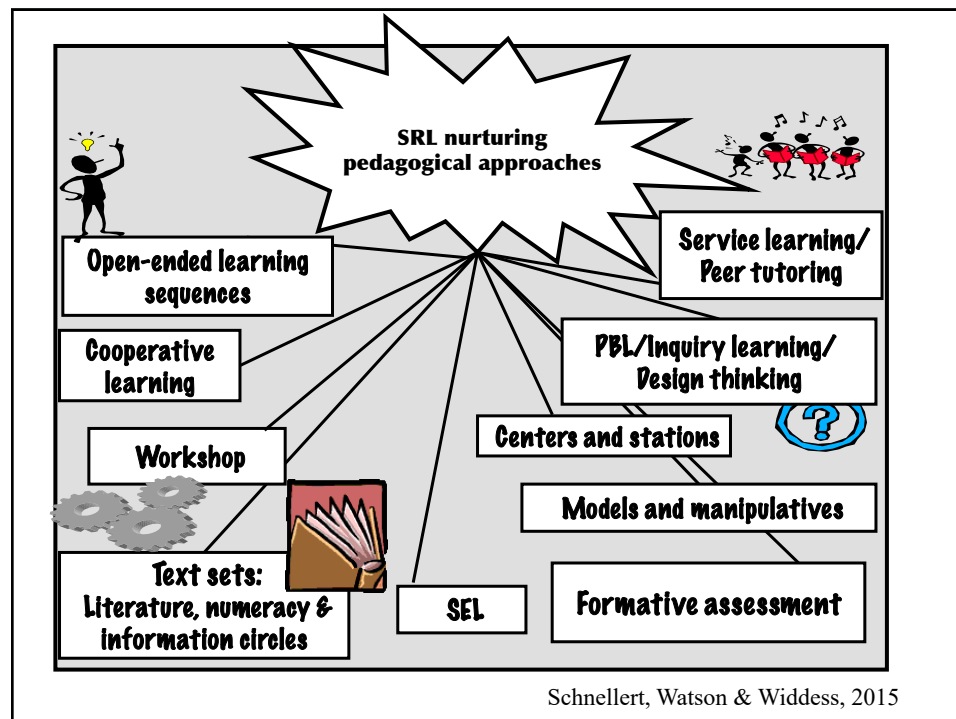 SRL nurturing
pedagogical approaches
Open-ended learning
sequences
Cooperative
learning
Workshop
Text sets:
Literature, numeracy &
information circles
SEL
Service learning/
Peer tutoring
PBL/Inquiry learning/
Design thinking
?
Centers and stations
Models and manipulatives
Formative assessment
Schnellert, Watson & Widdess, 2015